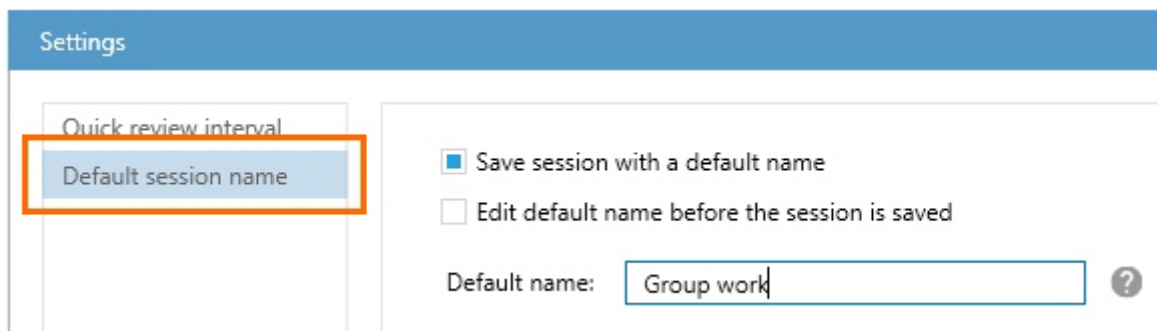 Settings
Quick review interval
Default session name
Save session with a default name
Edit default name before the session is saved
Default name: Group work ?